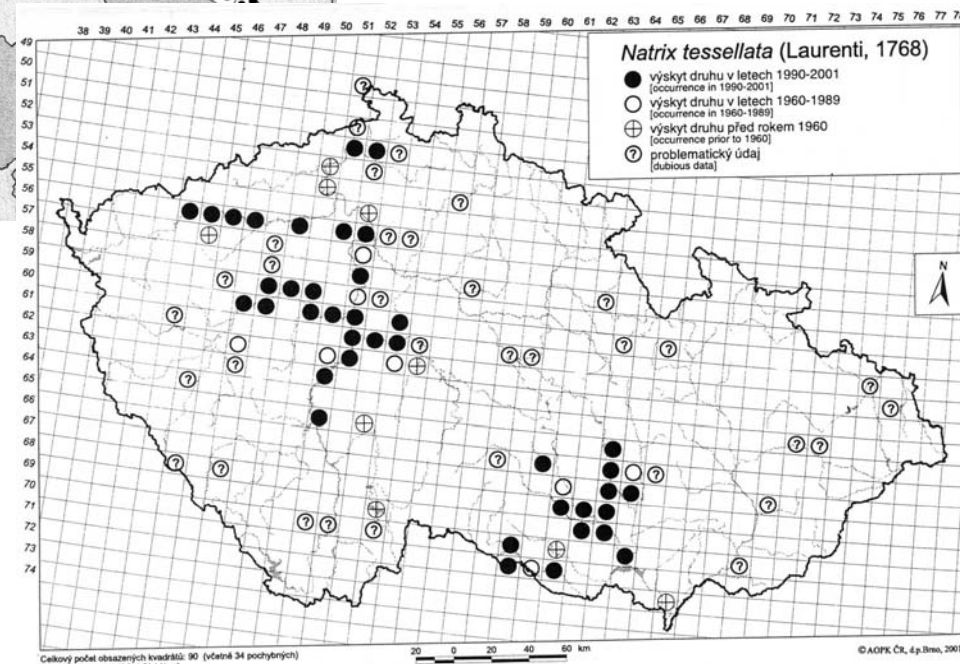 38 39 40 41 42 43 44 45 46 47 48 49 50 51 52 53 54 55 56 57 58 59 60 61 62 63 64 65 66 67 68 69 70 71 72 73 74 75 76 77 78
49
50
51
52
53
54
55
56
57
58
59
60
61
62
63
64
65
66
67
68
69
70
71
72
73
74
Natrix tessellata (Laurenti, 1768)
výskyt druhu v letech 1990-2001
[occurrence in 1990-2001]
výskyt druhu v letech 1960-1989
[occurrence in 1960-1989]
výskyt druhu před rokem 1960
[occurrence prior to 1960]
? problematický údaj
[dubious data]
N
Celkový počet obsazených kvadrátů: 90 (včetně 34 pochybných)
20 0 20 40 60 km
© AOPK ČR, d.p. Brno, 2001